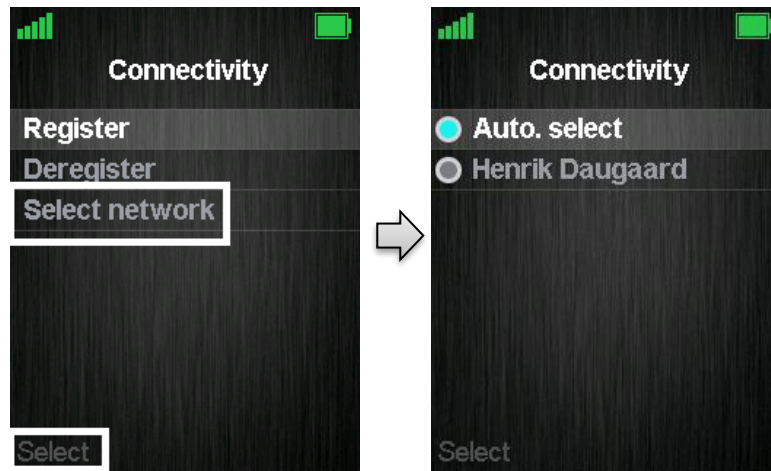 Connectivity
Register
Deregister
Select network
Select
Connectivity
Auto. select
Henrik Daugaard
Select